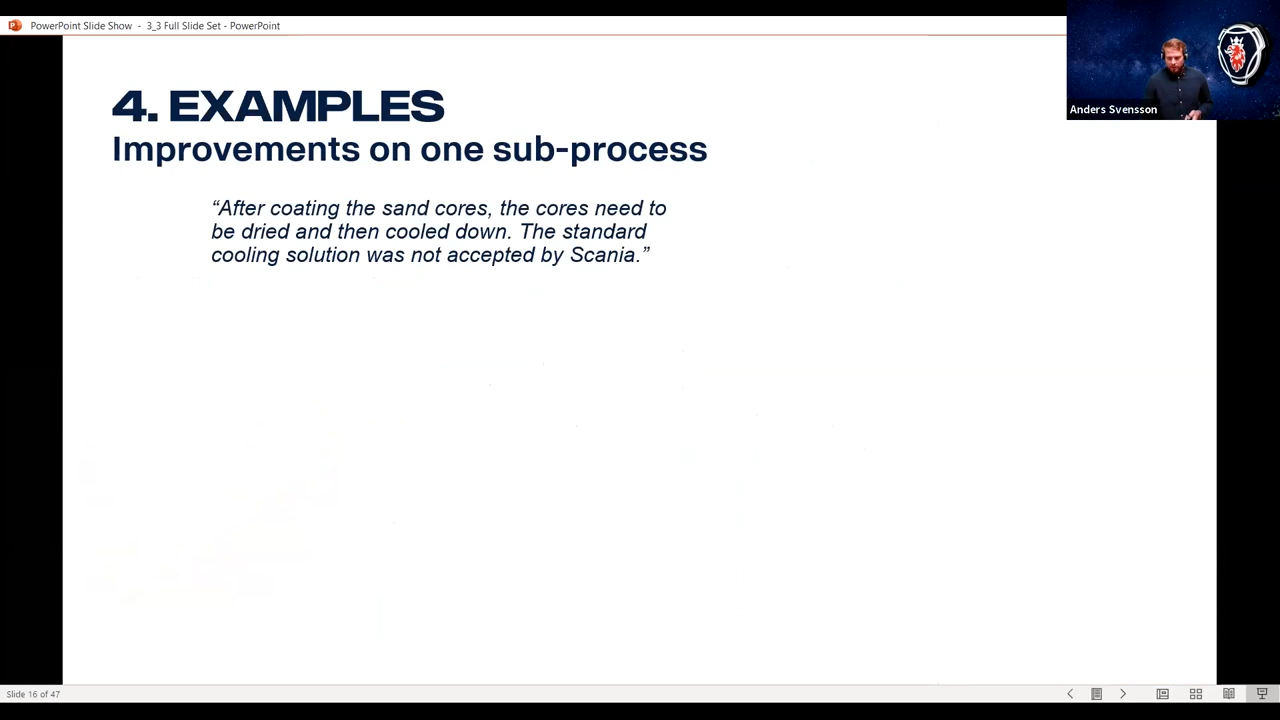 PowerPoint Slide Show - 3_3 Full Slide Set - PowerPoint
Anders Svensson
4. EXAMPLES
Improvements on one sub-process
“After coating the sand cores, the cores need to
be dried and then cooled down. The standard
cooling solution was not accepted by Scania.”
Slide 16 of 47